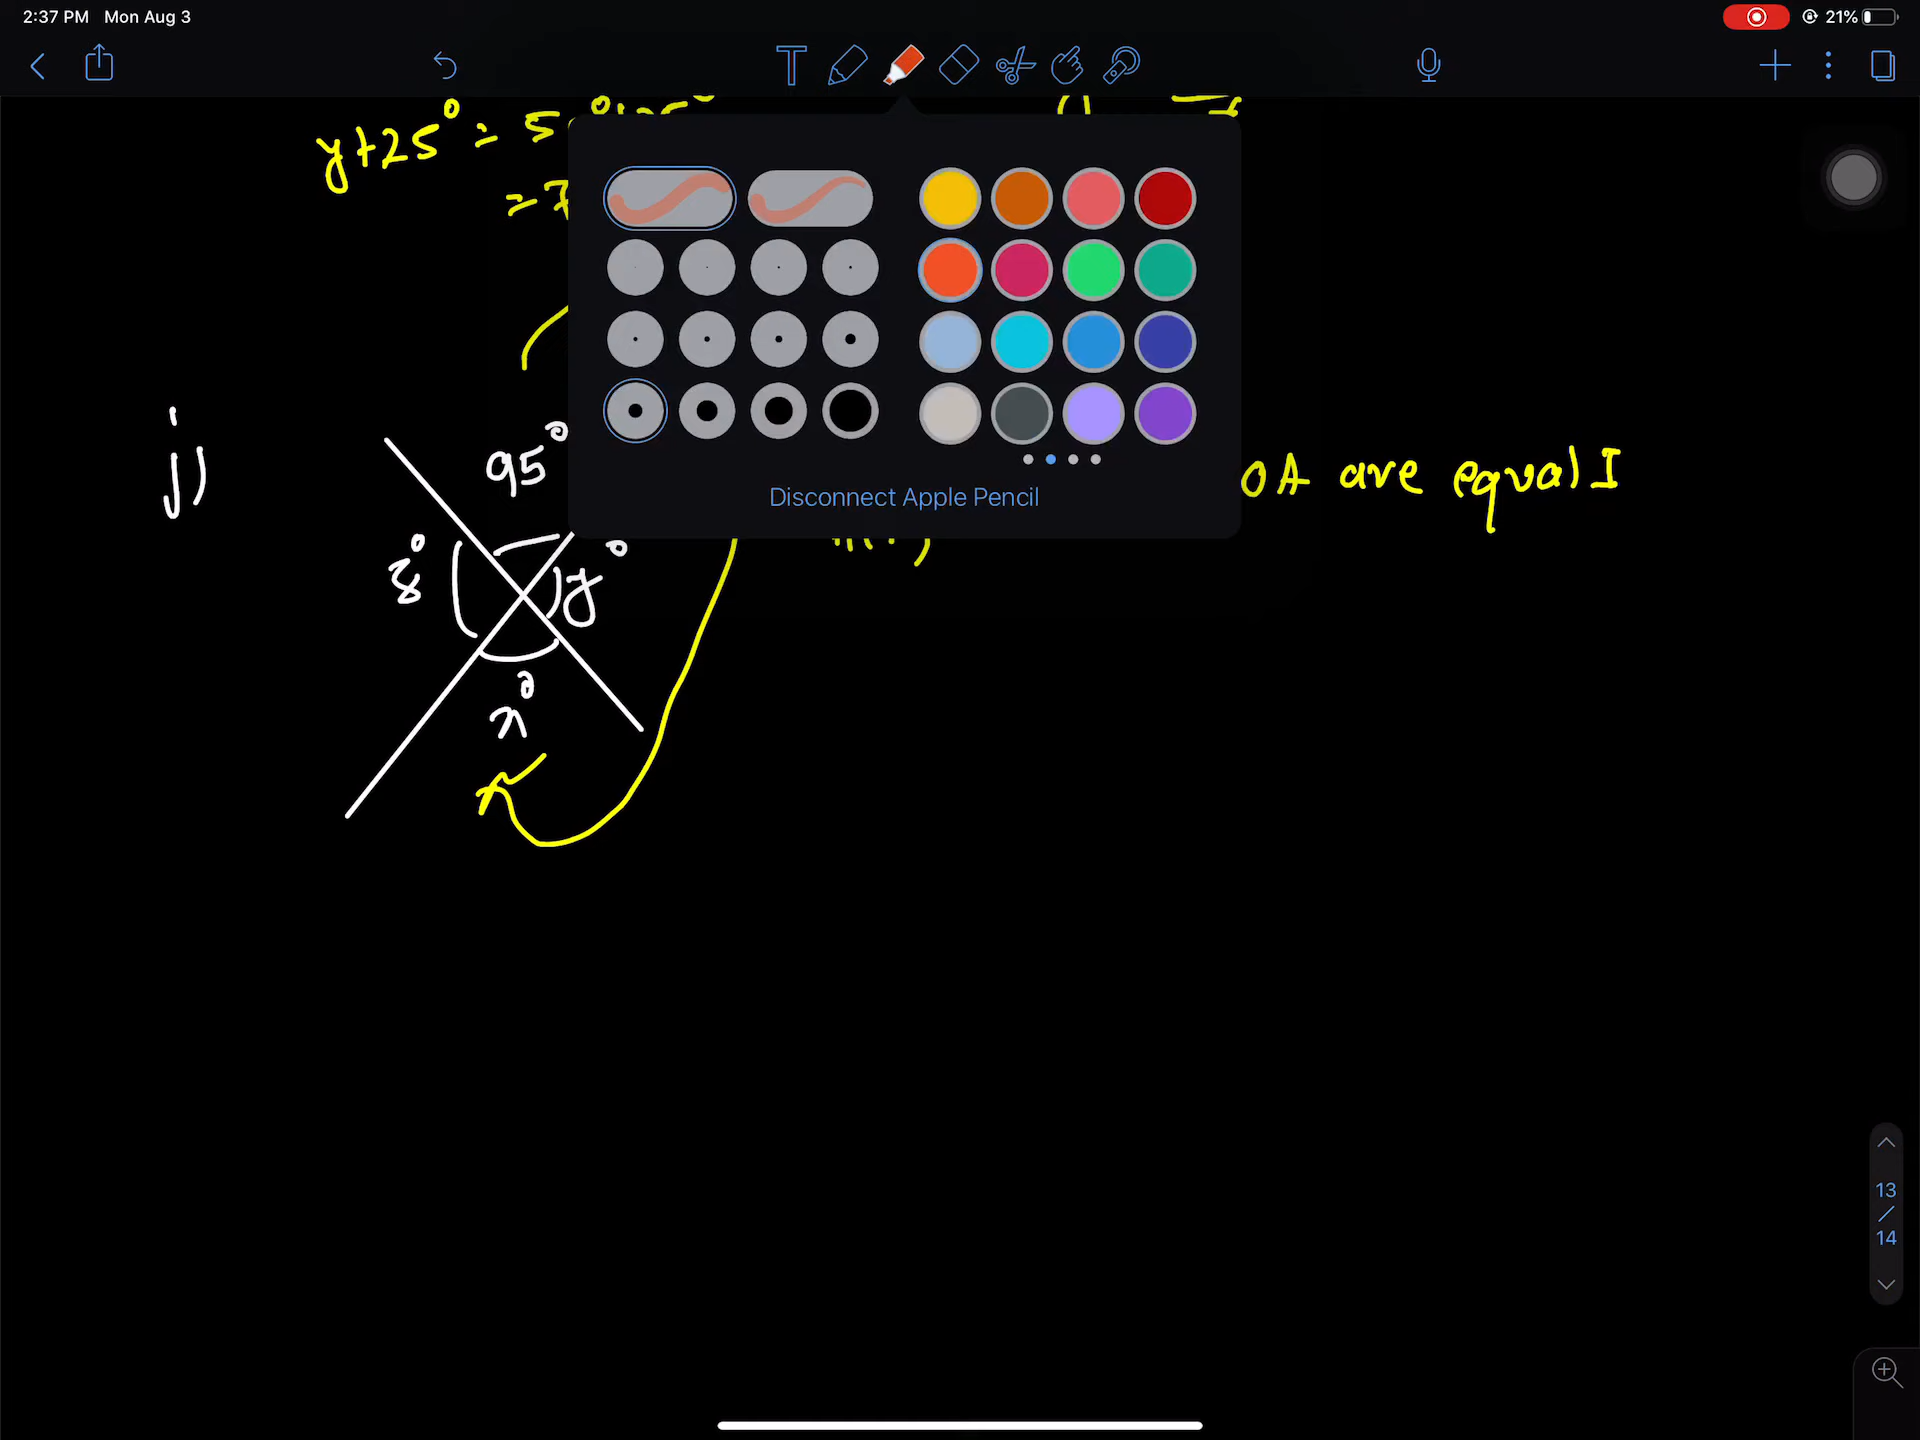 2:37 PM Mon Aug 3
21%
y+25° = 5
= 7
j)
95°
OA are equal I
Disconnect Apple Pencil
z°
y°
x°
13
14